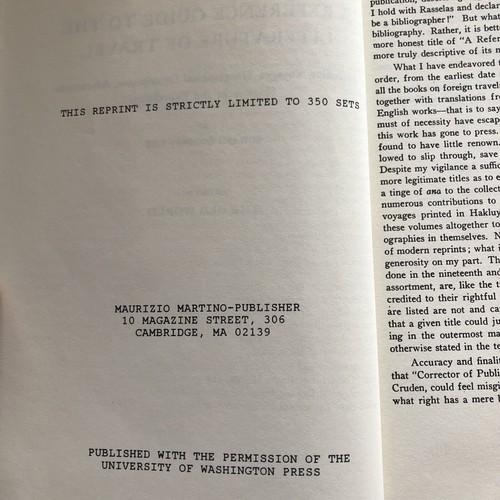 THIS REPRINT IS STRICTLY LIMITED TO 350 SETS
MAURIZIO MARTINO-PUBLISHER
10 MAGAZINE STREET, 306
CAMBRIDGE, MA 02139
PUBLISHED WITH THE PERMISSION OF THE
UNIVERSITY OF WASHINGTON PRESS
I hold with Rasselas and declar
be a bibliographer!" But what
bibliography. Rather, it is bett
more honest title of "A Refer
more truly descriptive of its n
What I have endeavored t
order, from the earliest date
all the books on foreign travel
together with translations fr
English works—that is to say
must of necessity have escap
this work has gone to press.
found to have little renown.
lowed to slip through, save
Despite my vigilance a suffic
more legitimate titles as to e
a tinge of ana to the collect
numerous contributions to
voyages printed in Hakluy
these volumes altogether to
ographies in themselves. N
of modern reprints; what i
generosity on my part. Th
done in the nineteenth and
assortment, are, like the t
credited to their rightful
are listed are not and ca
that a given title could ju
ing in the outermost ma
otherwise stated in the te
Accuracy and finalit
that "Corrector of Publi
Cruden, could feel misgi
what right has a mere l